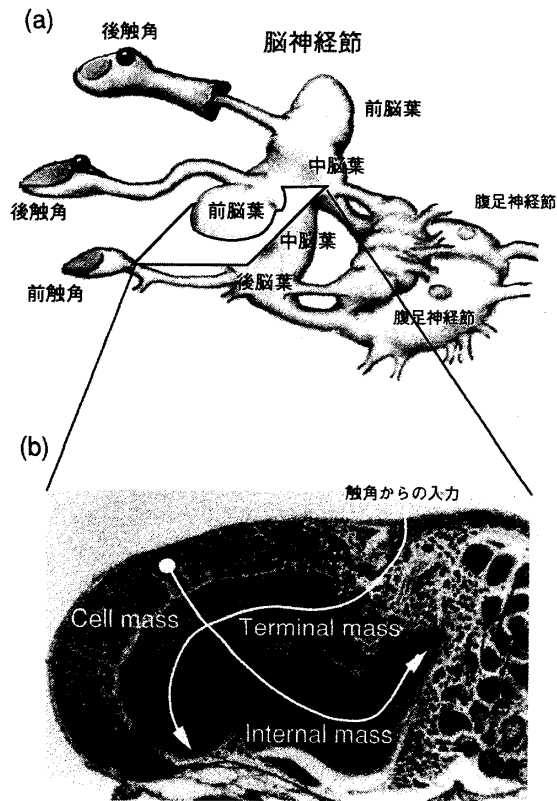 (a)
後触角
脳神経節
前脳葉
中脳葉
後触角
前脳葉
腹足神経節
中脳葉
前触角
後脳葉
腹足神経節
(b)
触角からの入力
Cell mass
Terminal mass
Internal mass